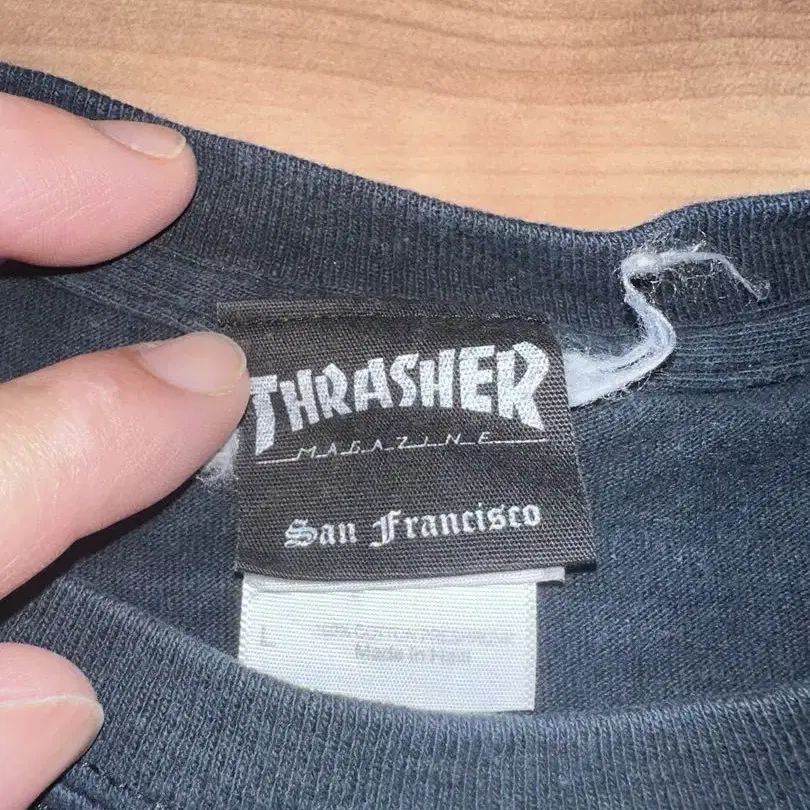 THRASHER
MAGAZINE
San Francisco
L
Made in Haiti